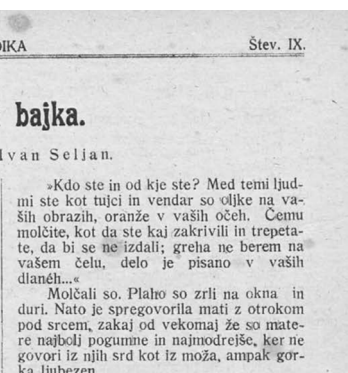 DIKA Štev. IX.
bajka.
Ivan Seljan.
»Kdo ste in od kje ste? Med temi ljud-
mi ste kot tujci in vendar so oljke na va-
ših obrazih, oranže v vaših očeh. Čemu
molčite, kot da ste kaj zakrivili in trepeta-
te, da bi se ne izdali; greha ne berem na
vašem čelu, delo je pisano v vaših
dlanéh...«
Molčali so. Plaho so zrli na okna in
duri. Nato je spregovorila mati z otrokom
pod srcem, zakaj od vekomaj že so mate-
re najbolj pogumne in najmodrejše, ker ne
govori iz njih srd kot iz moža, ampak gor-
ka ljubezen